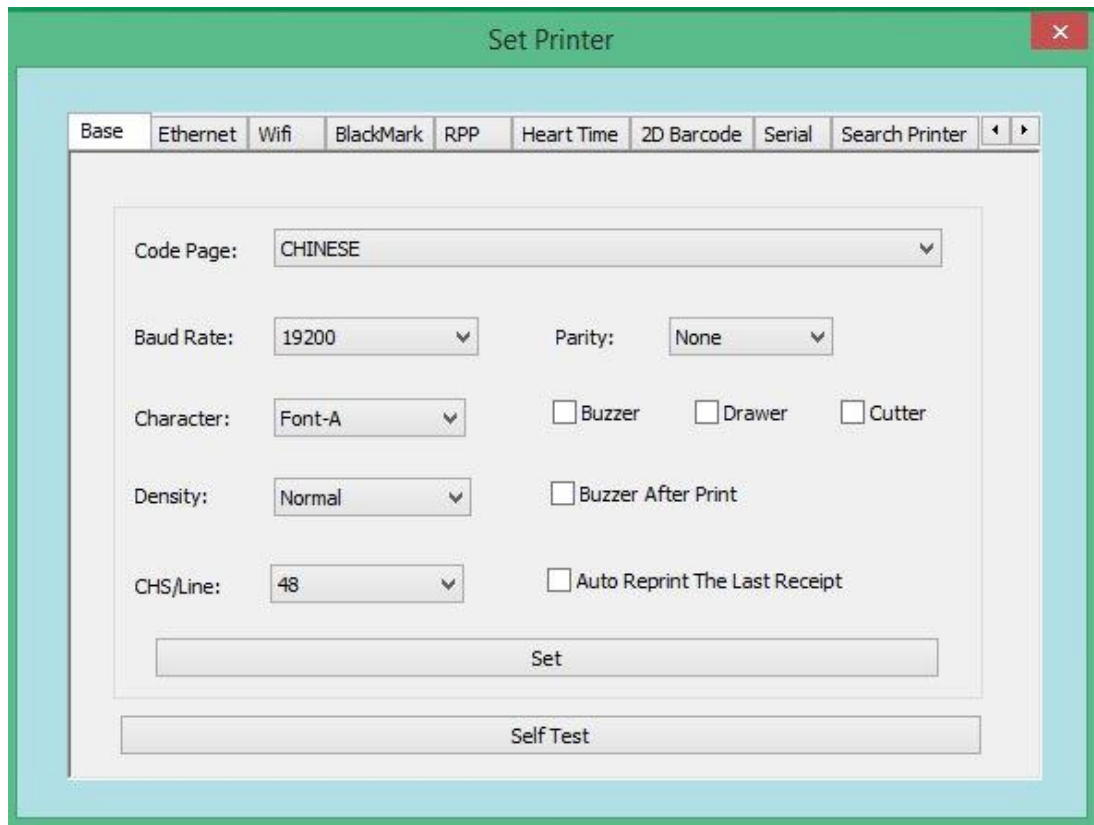 Set Printer
Base Ethernet Wifi BlackMark RPP Heart Time 2D Barcode Serial Search Printer
Code Page: CHINESE
Baud Rate: 19200 Parity: None
Character: Font-A Buzzer Drawer Cutter
Density: Normal Buzzer After Print
CHS/Line: 48 Auto Reprint The Last Receipt
Set
Self Test